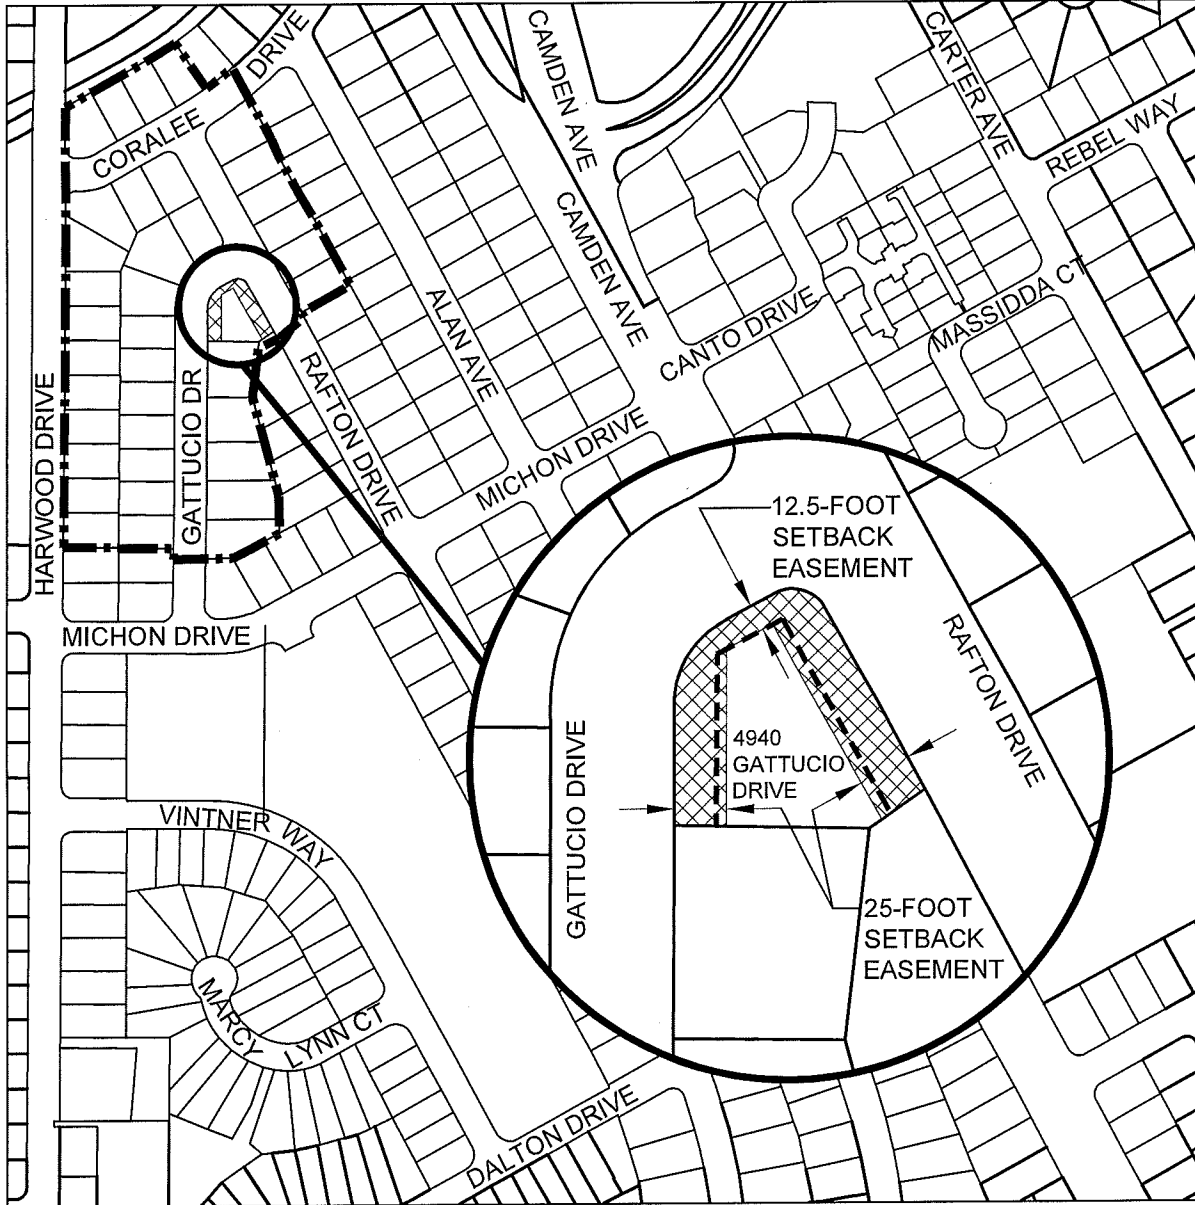 CORALEE DRIVE
CAMDEN AVE
CAMDEN AVE
CARTER AVE
REBEL WAY
HARWOOD DRIVE
GATTUCIO DR
RAFTON DRIVE
ALAN AVE
CANTO DRIVE
MASSIDDA CT
MICHON DRIVE
MICHON DRIVE
VINTNER WAY
MARCY LYNN CT
DALTON DRIVE
12.5-FOOT
SETBACK
EASEMENT
RAFTON DRIVE
GATTUCIO DRIVE
4940
GATTUCIO
DRIVE
25-FOOT
SETBACK
EASEMENT